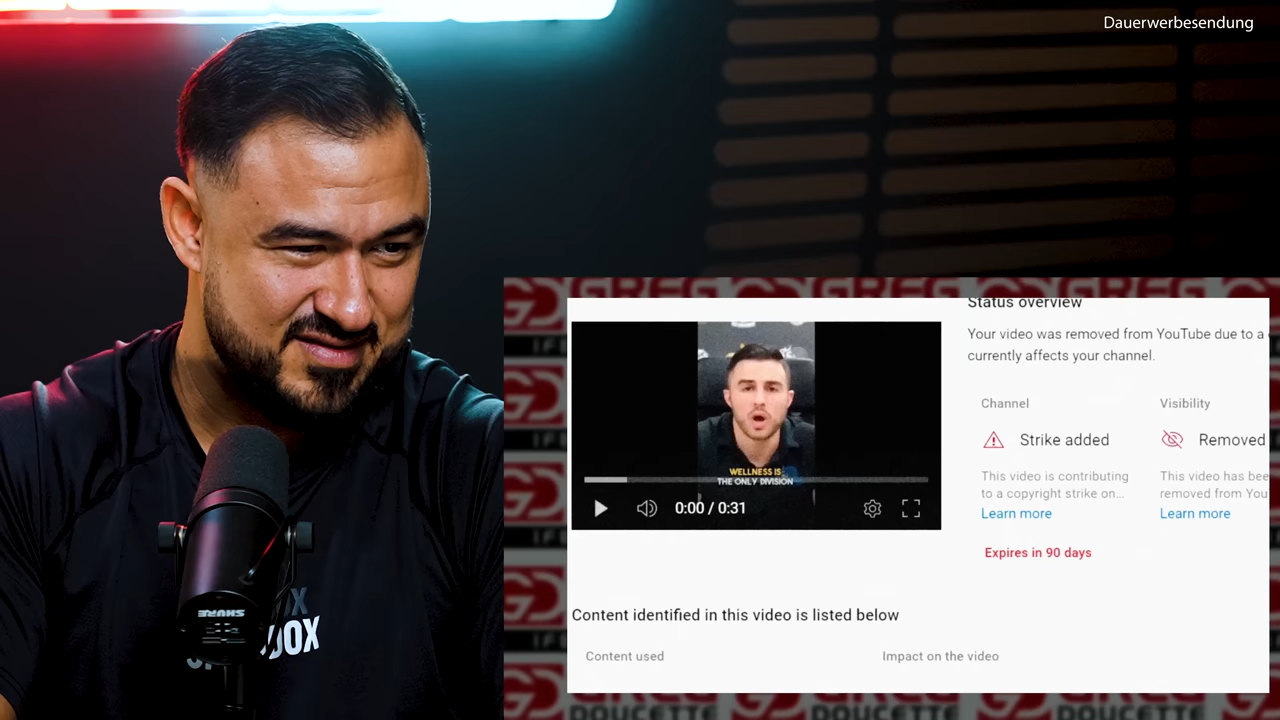 Dauerwerbesendung
GREG GREG
Status overview
Your video was removed from YouTube due to a
currently affects your channel.
Channel Visibility
Strike added Removed
This video is contributing This video has bee
to a copyright strike on... removed from You
Learn more Learn more
Expires in 90 days
WELLNESS IS
THE ONLY DIVISION
0:00 / 0:31
Content identified in this video is listed below
Content used Impact on the video
SHURE
DOUCETTE DOUCETTE